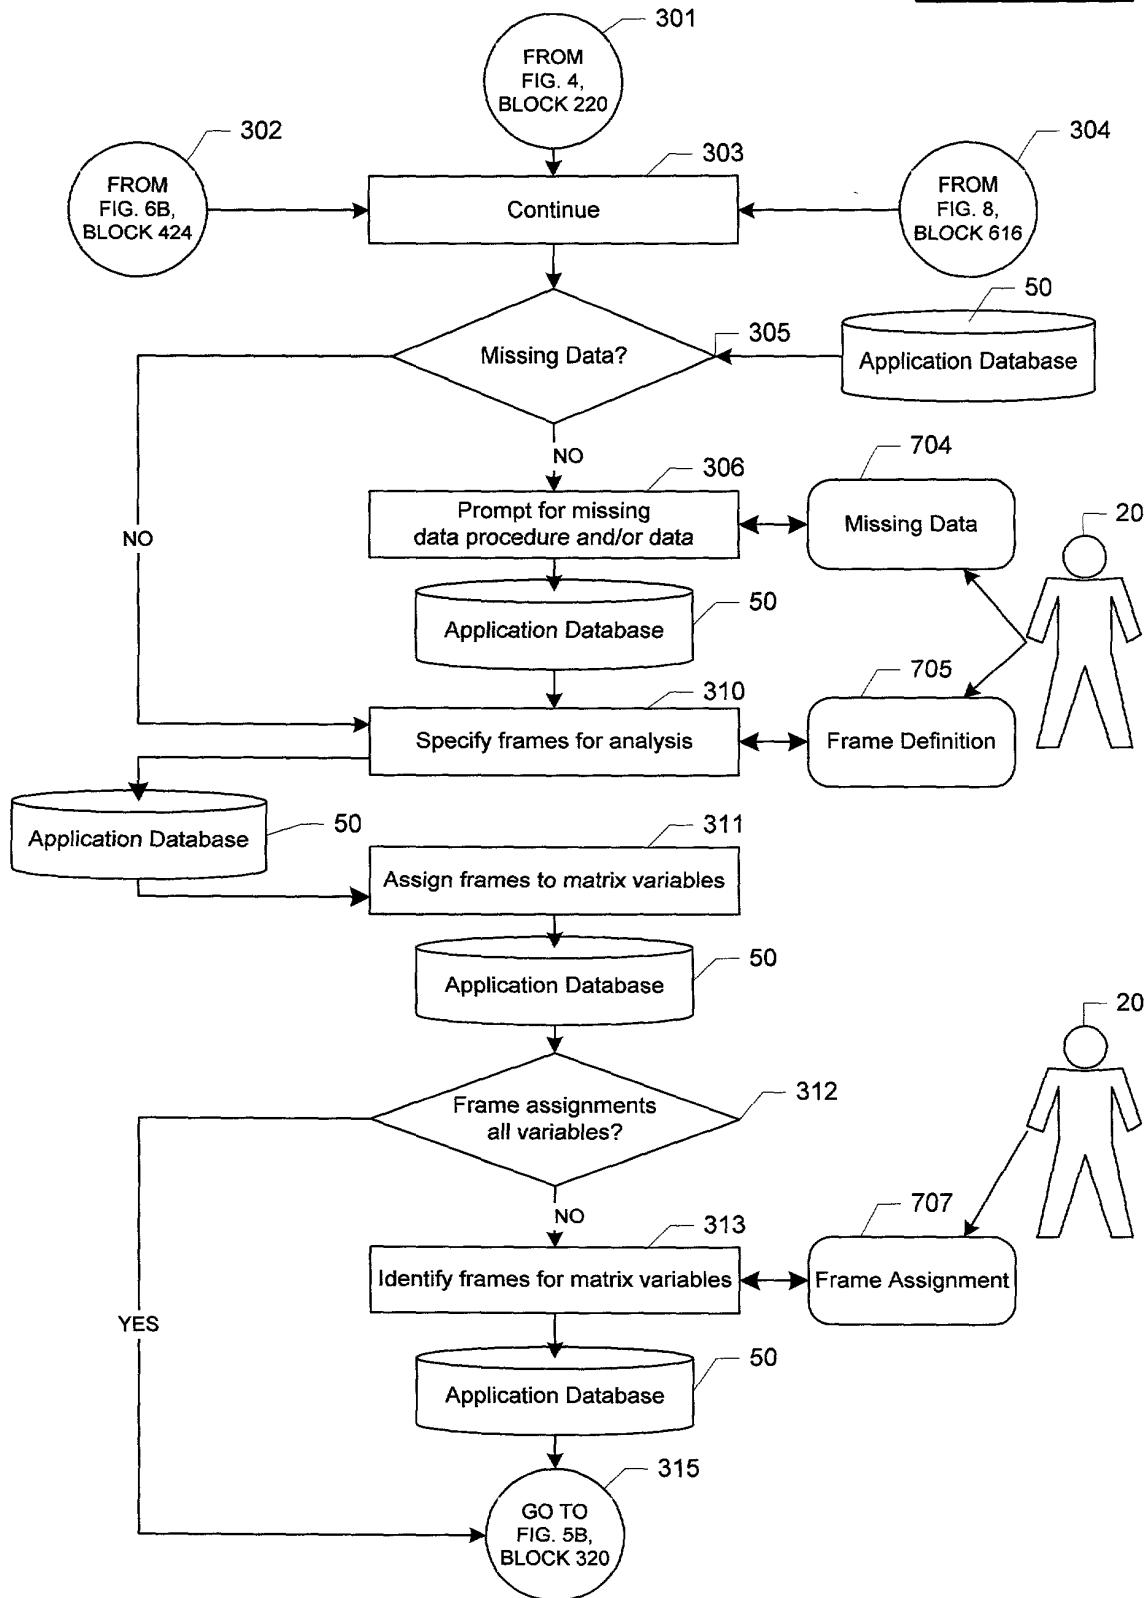 301
FROM
FIG. 4,
BLOCK 220
302
FROM
FIG. 6B,
BLOCK 424
303
Continue
304
FROM
FIG. 8,
BLOCK 616
305
Missing Data?
50
Application Database
NO
NO
306
Prompt for missing
data procedure and/or data
704
Missing Data
20
50
Application Database
310
Specify frames for analysis
705
Frame Definition
50
Application Database
311
Assign frames to matrix variables
50
Application Database
20
312
Frame assignments
all variables?
NO
YES
313
Identify frames for matrix variables
707
Frame Assignment
50
Application Database
315
GO TO
FIG. 5B,
BLOCK 320